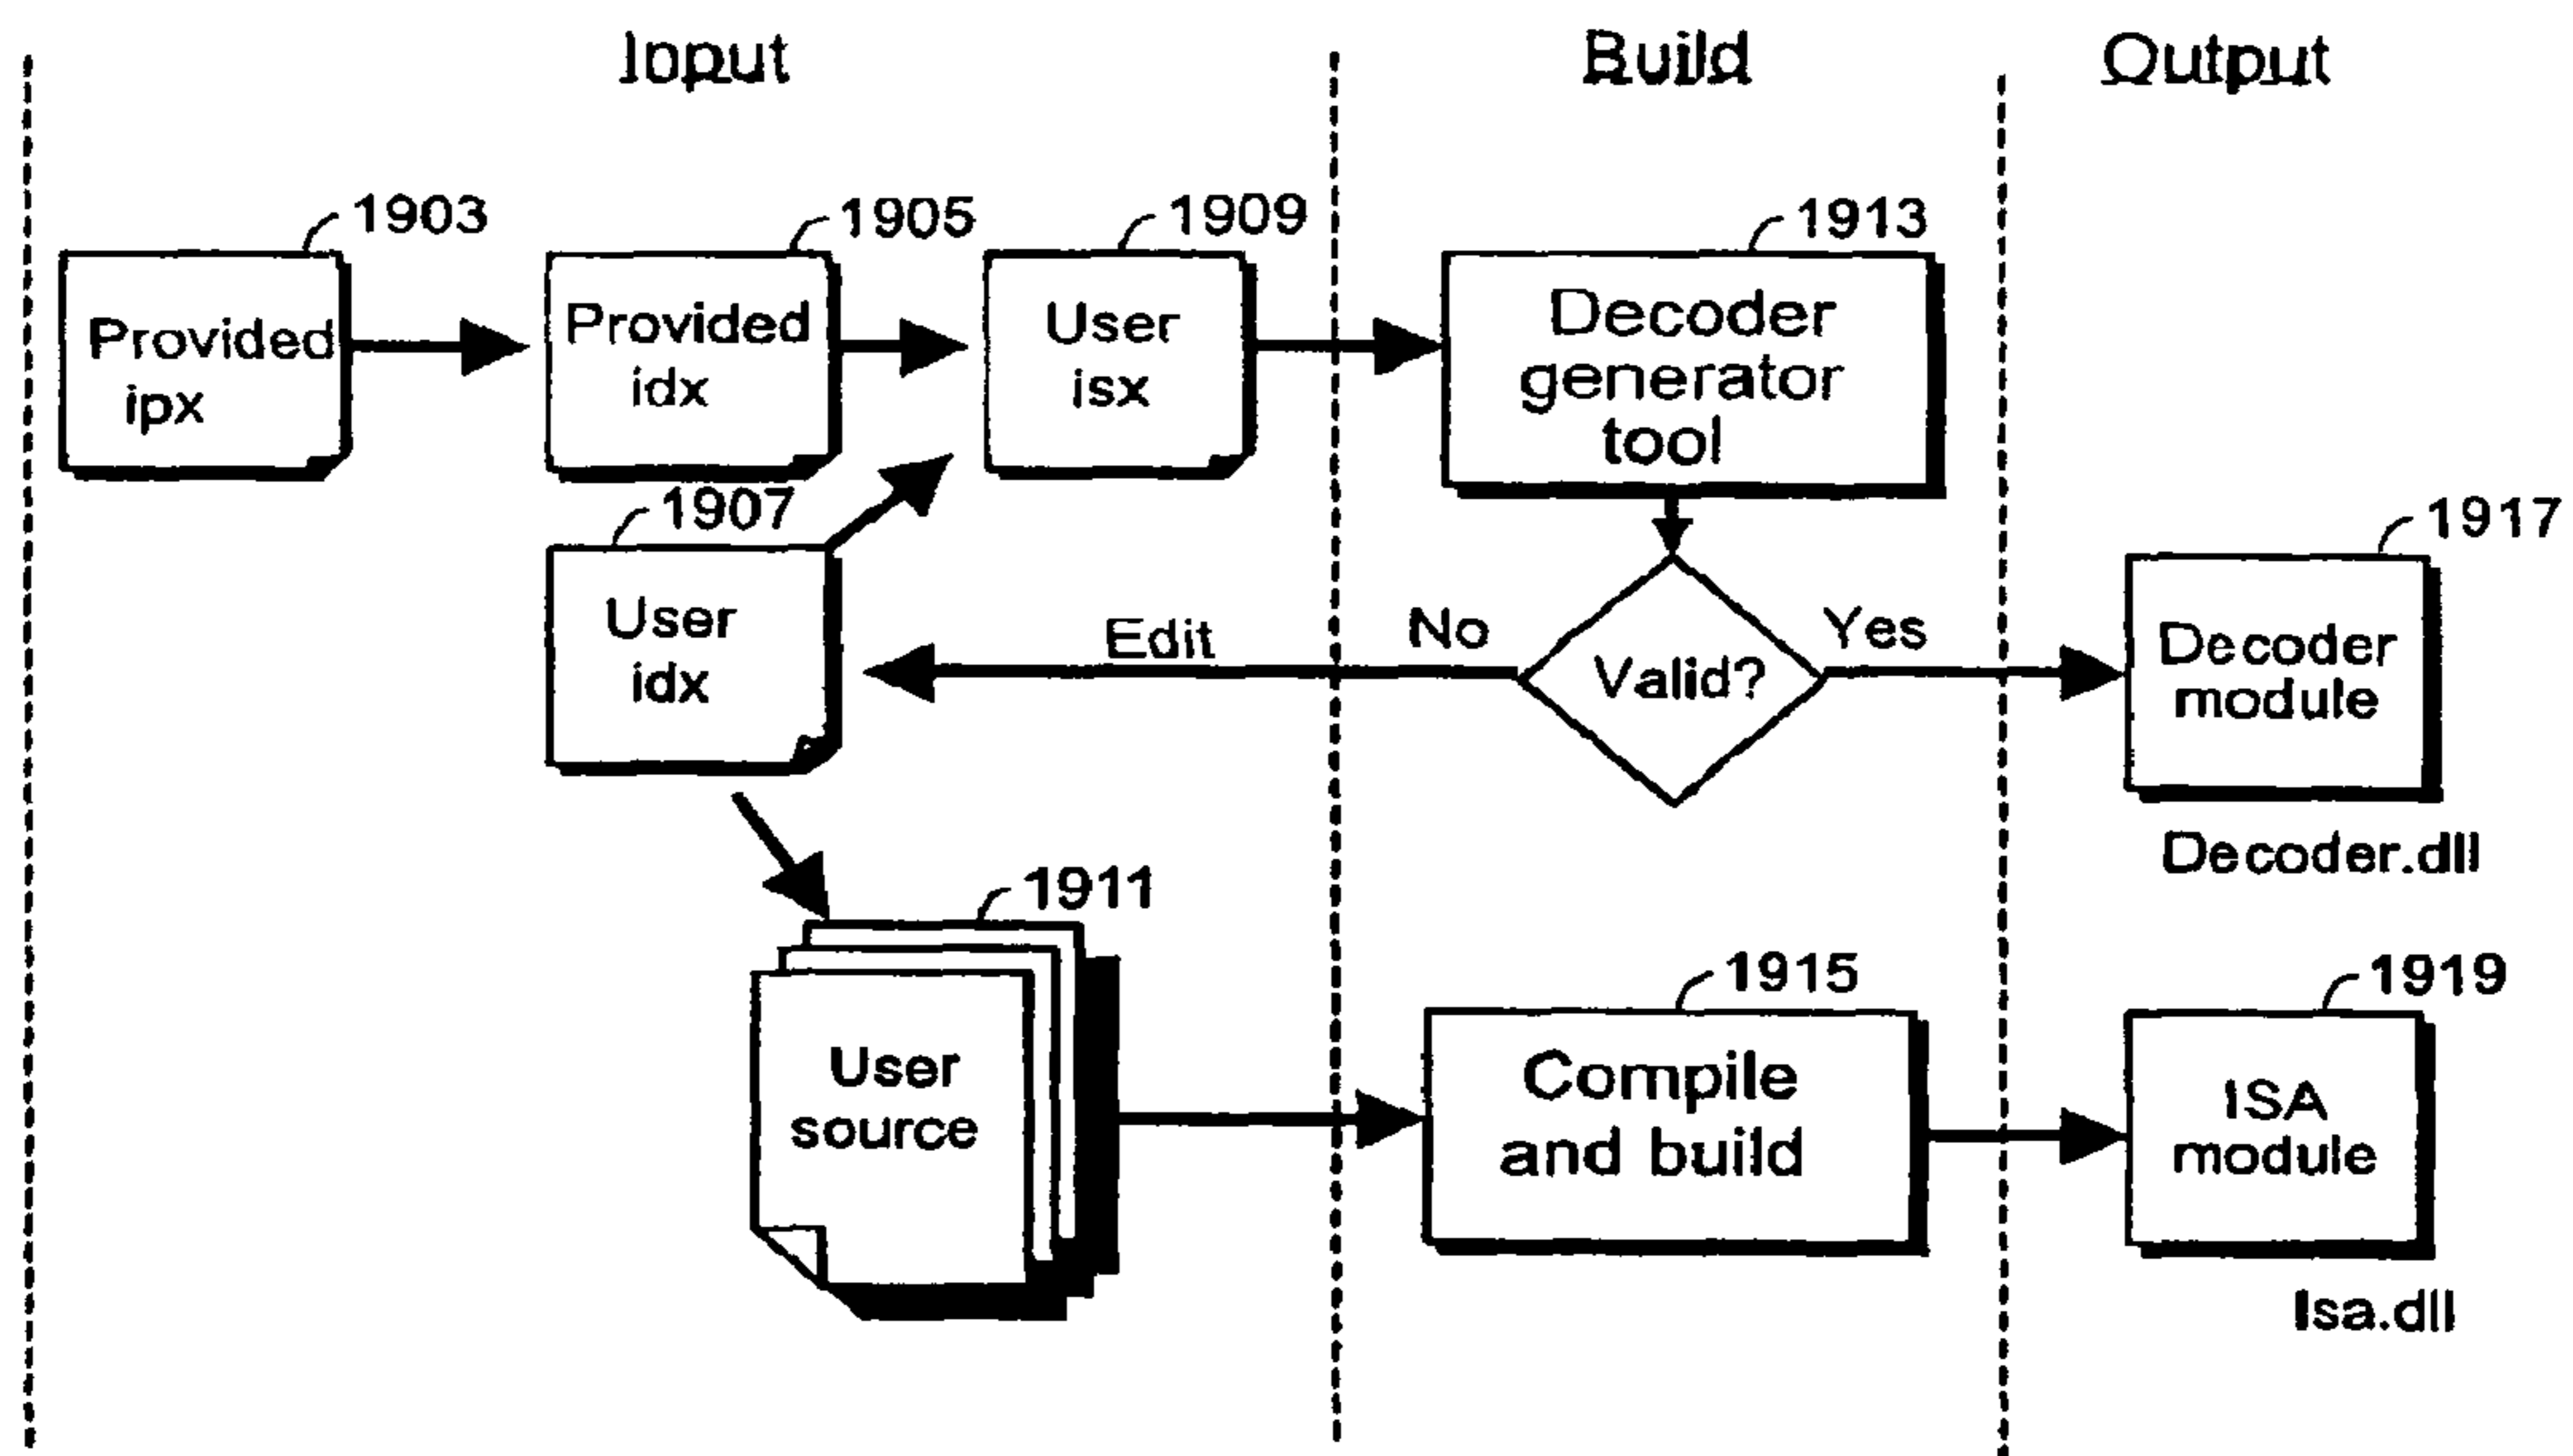 Input
Build
Output
1903
1905
1909
1913
Provided
ipx
Provided
idx
User
isx
Decoder
generator
tool
1907
1917
User
idx
Edit
No
Valid?
Yes
Decoder
module
Decoder.dll
1911
1915
1919
User
source
Compile
and build
ISA
module
Isa.dll